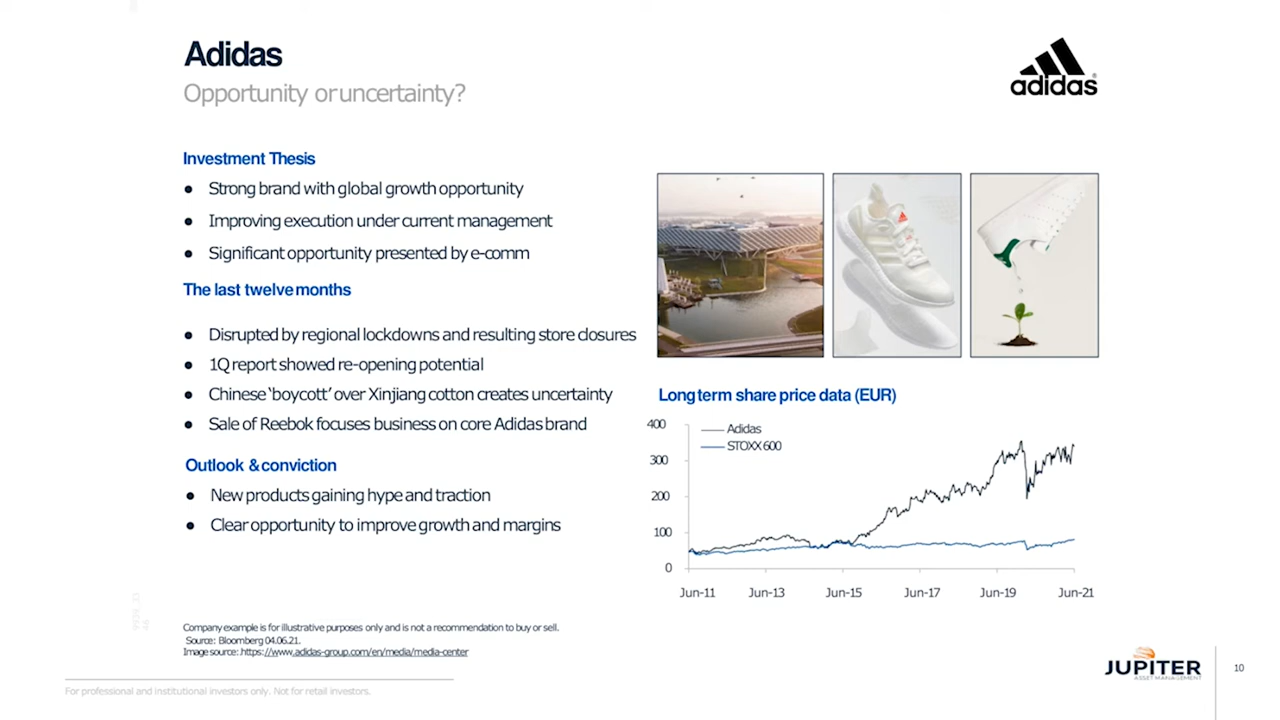 Adidas
Opportunity or uncertainty?
adidas
Investment Thesis
● Strong brand with global growth opportunity
● Improving execution under current management
● Significant opportunity presented by e-comm
The last twelve months
● Disrupted by regional lockdowns and resulting store closures
● 1Q report showed re-opening potential
● Chinese ‘boycott’ over Xinjiang cotton creates uncertainty
● Sale of Reebok focuses business on core Adidas brand
Outlook & conviction
● New products gaining hype and traction
● Clear opportunity to improve growth and margins
Long term share price data (EUR)
Adidas
STOXX 600
400
300
200
100
0
Jun-11 Jun-13 Jun-15 Jun-17 Jun-19 Jun-21
Company example is for illustrative purposes only and is not a recommendation to buy or sell.
Source: Bloomberg 04.06.21.
Image source:.https://www.adidas-group.com/en/media/media-center
For professional and institutional investors only. Not for retail investors.
JUPITER
ASSET MANAGEMENT
10